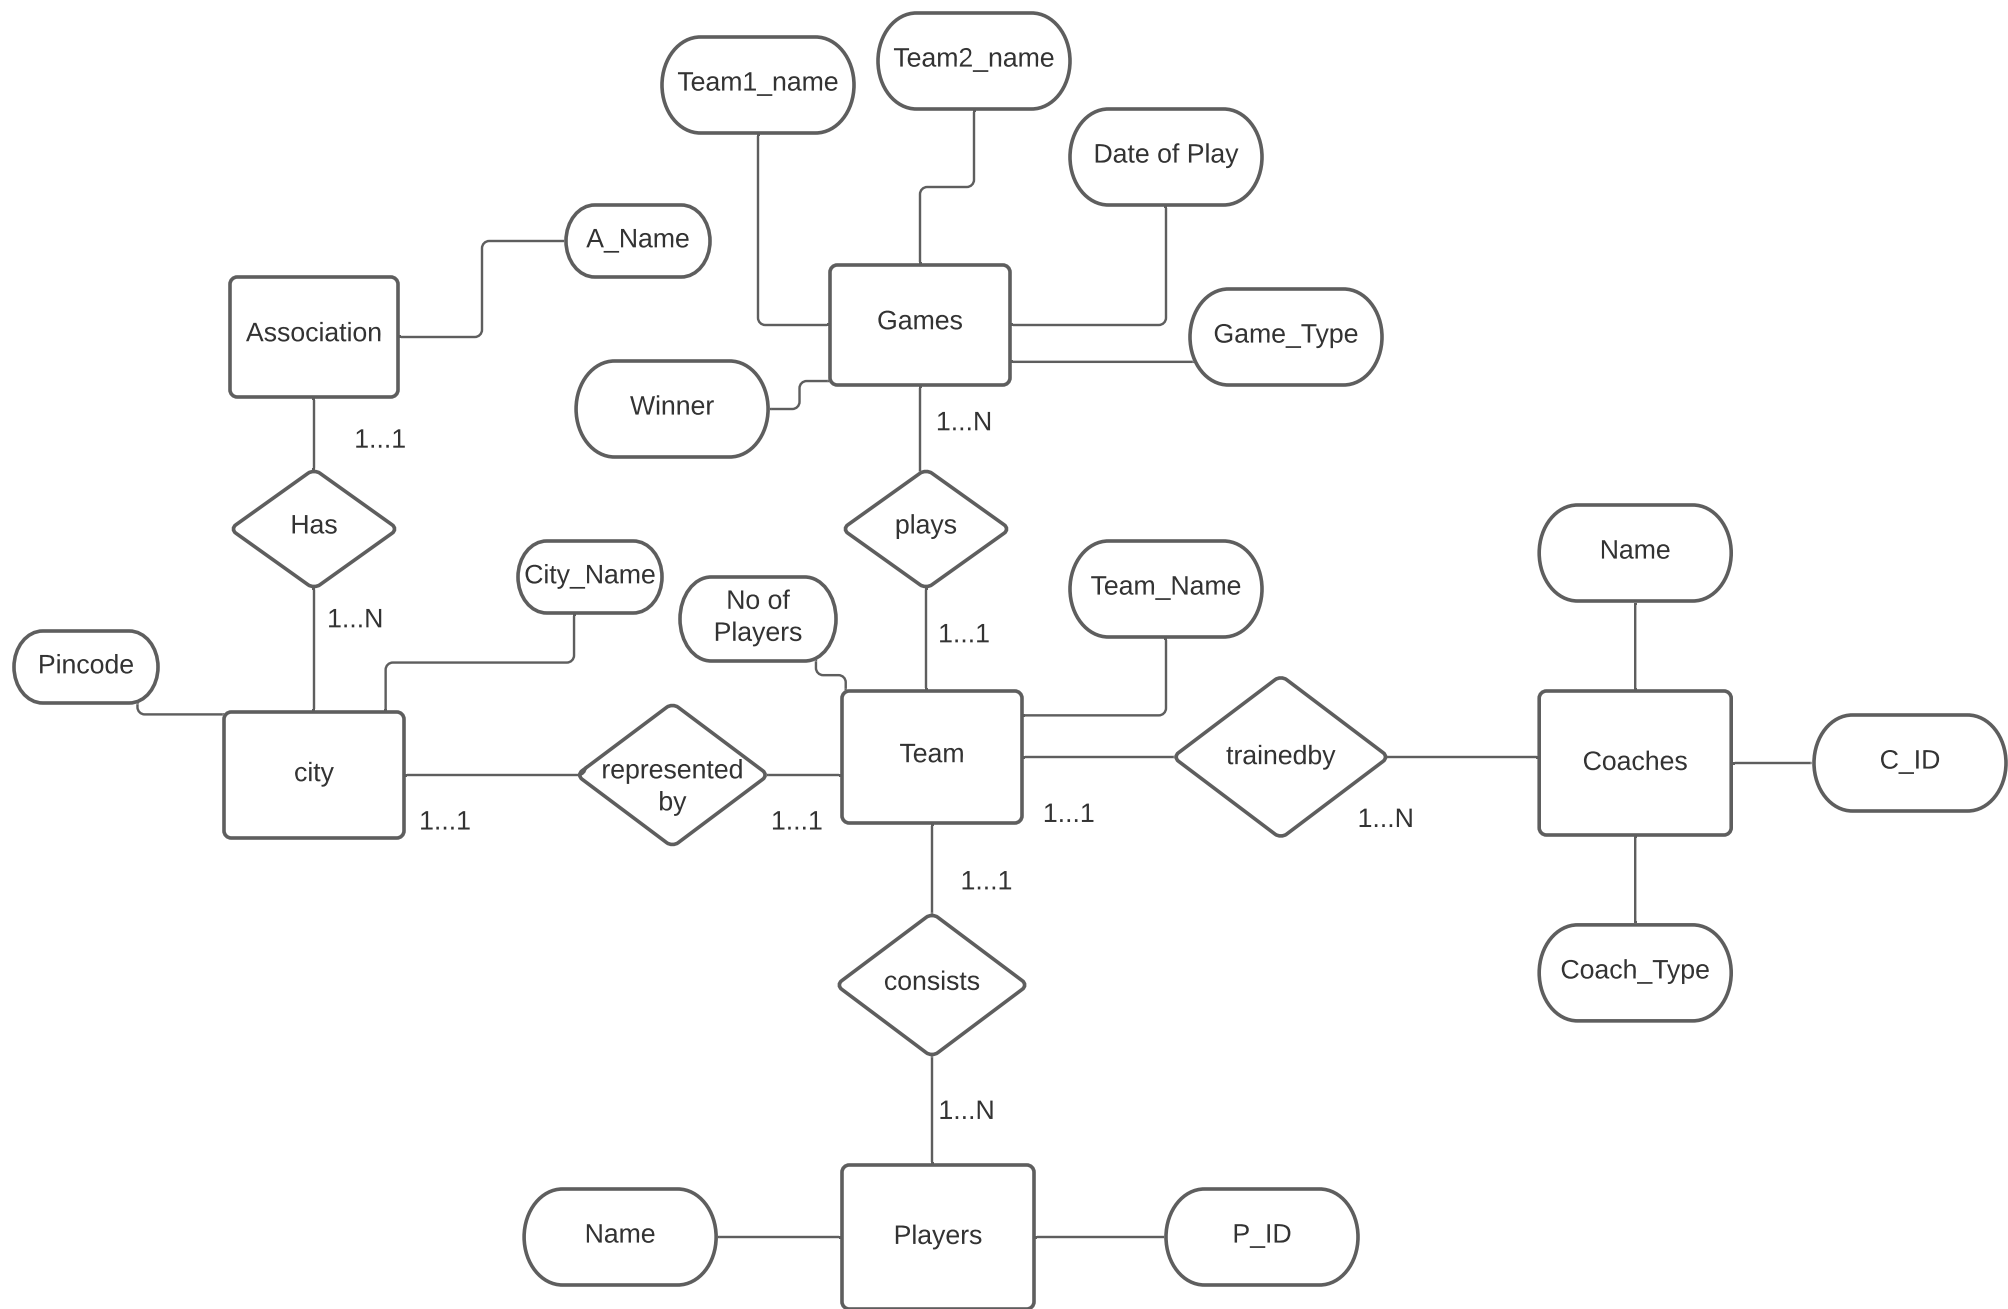 Team2_name
Team1_name
Date of Play
A_Name
Games
Association
Game_Type
Winner
1...N
1...1
Has
plays
Name
City_Name
Team_Name
No of
Players
1...N
1...1
Pincode
Team
trainedby
Coaches
C_ID
city
represented
by
1...1
1...1
1...1
1...N
1...1
Coach_Type
consists
1...N
Name
Players
P_ID